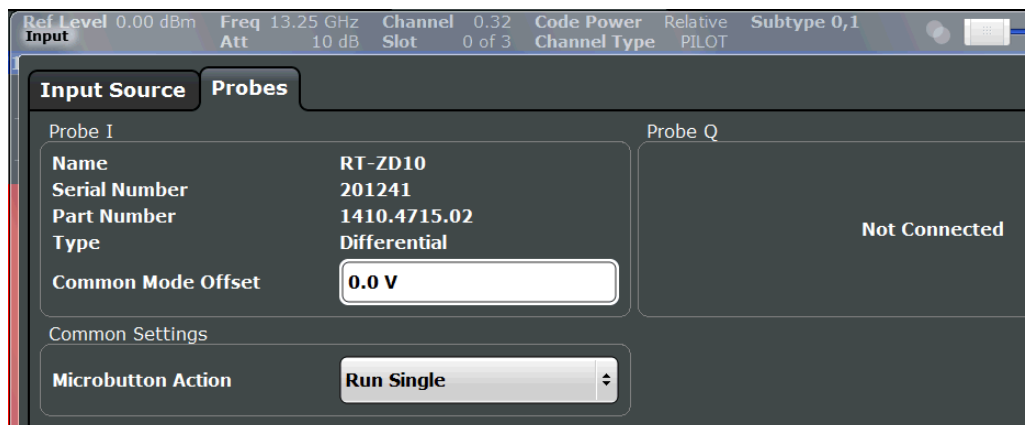 Ref Level 0.00 dBm Freq 13.25 GHz Channel 0.32 Code Power Relative Subtype 0,1
Input Att 10 dB Slot 0 of 3 Channel Type PILOT
Input Source Probes
Probe I Probe Q
Name RT-ZD10
Serial Number 201241
Part Number 1410.4715.02
Not Connected
Type Differential
Common Mode Offset 0.0 V
Common Settings
Microbutton Action Run Single